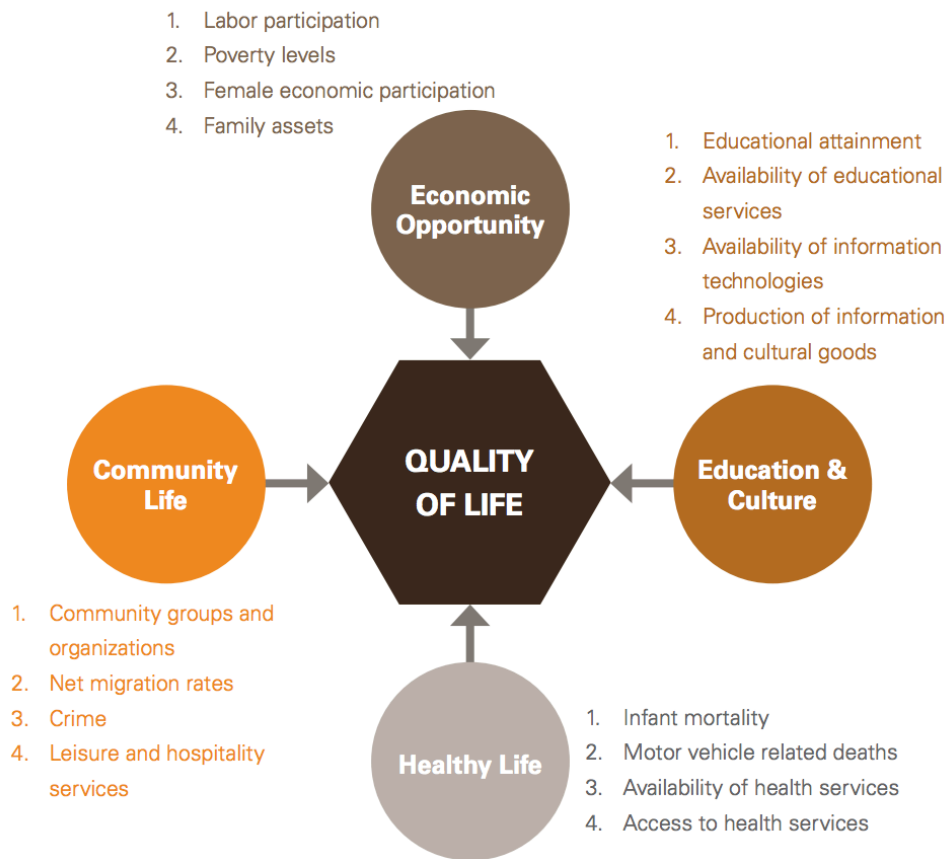 1. Labor participation
2. Poverty levels
3. Female economic participation
4. Family assets
Economic
Opportunity
1. Educational attainment
2. Availability of educational
services
3. Availability of information
technologies
4. Production of information
and cultural goods
Community
Life
QUALITY
OF LIFE
Education &
Culture
1. Community groups and
organizations
2. Net migration rates
3. Crime
4. Leisure and hospitality
services
Healthy Life
1. Infant mortality
2. Motor vehicle related deaths
3. Availability of health services
4. Access to health services